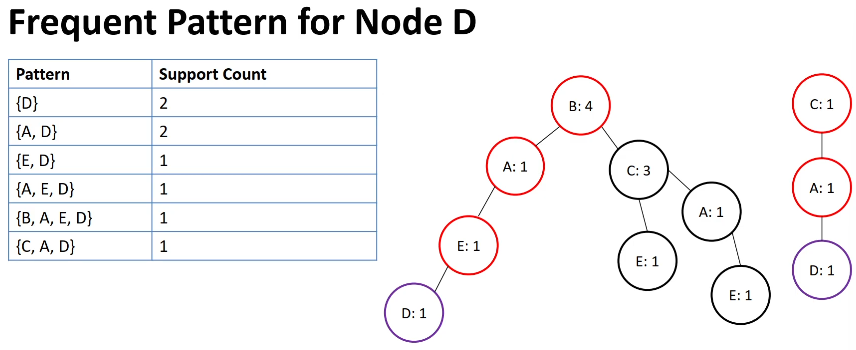 Frequent Pattern for Node D
Pattern Support Count
{D} 2
{A, D} 2
{E, D} 1
{A, E, D} 1
{B, A, E, D} 1
{C, A, D} 1
B: 4
C: 1
A: 1
C: 3
A: 1
A: 1
E: 1
E: 1
D: 1
E: 1
D: 1